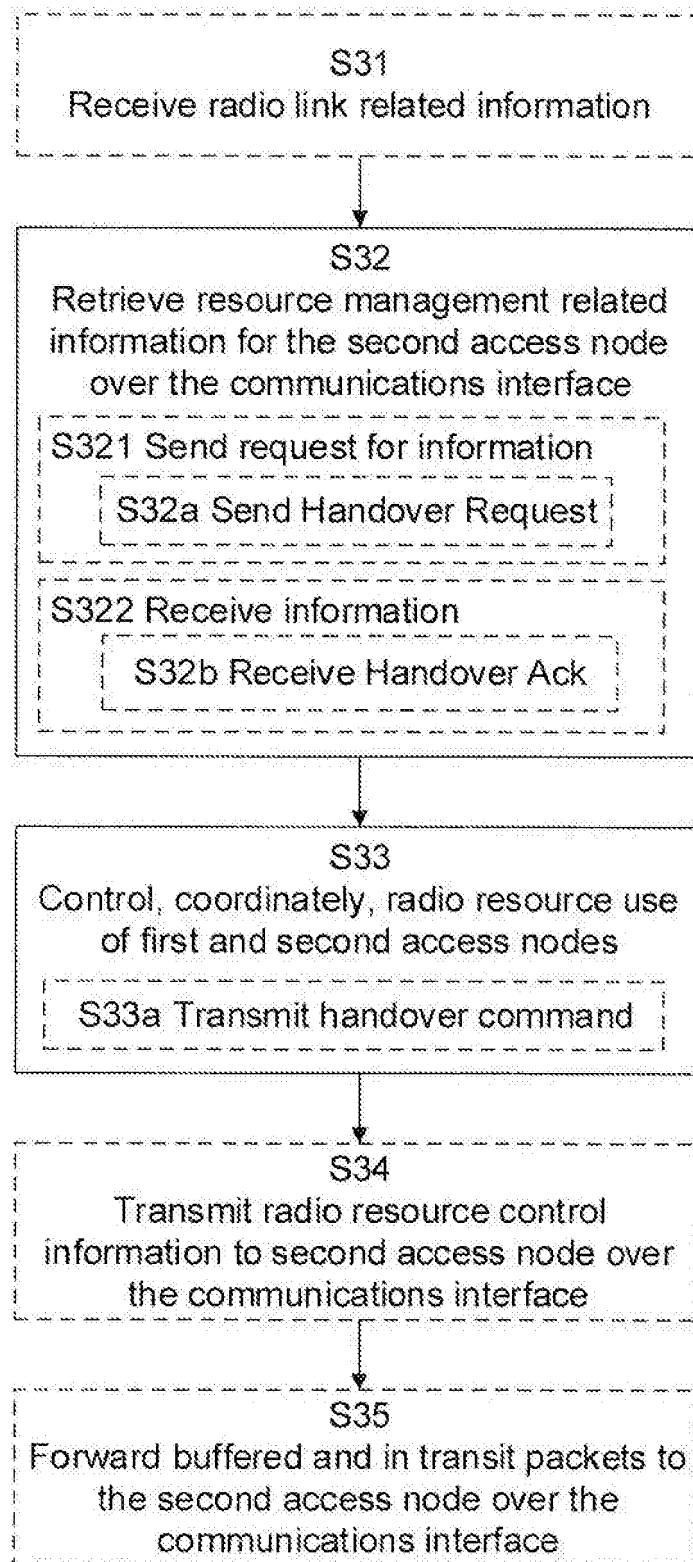 S31
Receive radio link related information
S32
Retrieve resource management related
information for the second access node
over the communications interface
S321 Send request for information
S32a Send Handover Request
S322 Receive information
S32b Receive Handover Ack
S33
Control, coordinately, radio resource use
of first and second access nodes
S33a Transmit handover command
S34
Transmit radio resource control
information to second access node over
the communications interface
S35
Forward buffered and in transit packets to
the second access node over the
communications interface